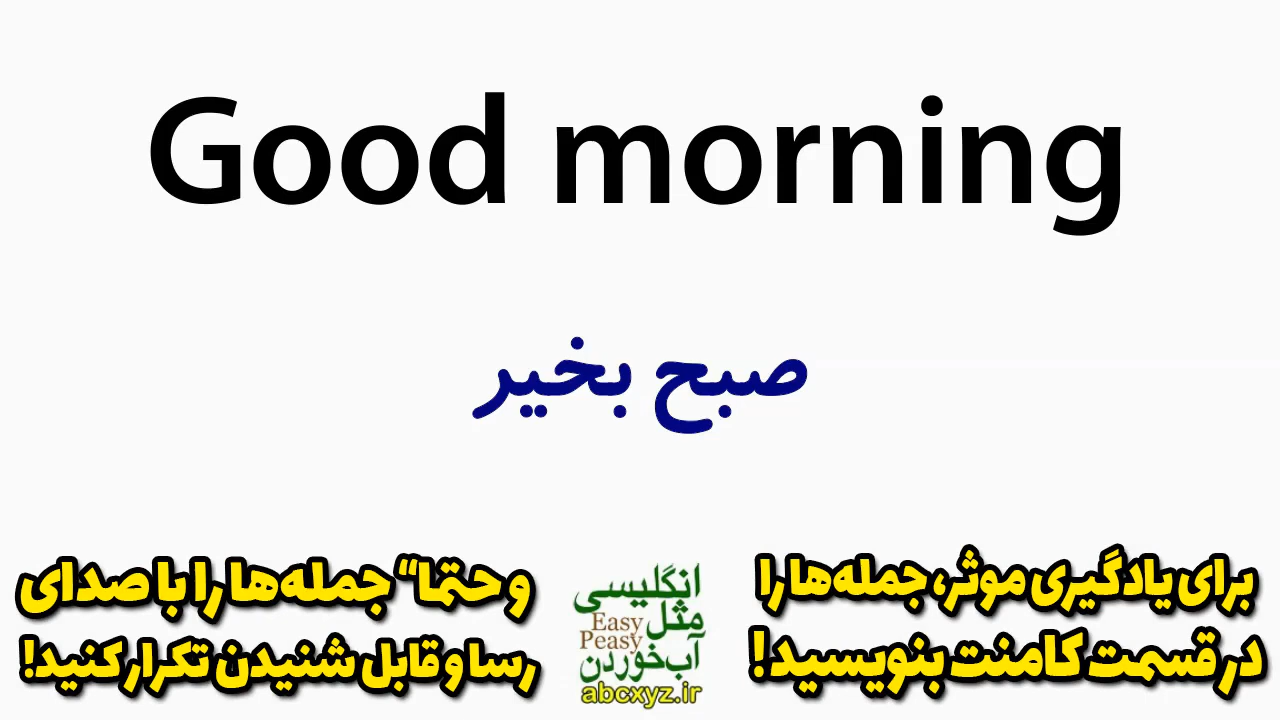 Good morning
صبح بخیر
برای یادگیری موثر، جمله‌ها را
در قسمت کامنت بنویسید!
و حتما“ جمله‌ها را با صدای
رسا و قابل شنیدن تکرار کنید!
انگلیسی
مثل
Easy
Peasy
آب خوردن
abcxyz.ir